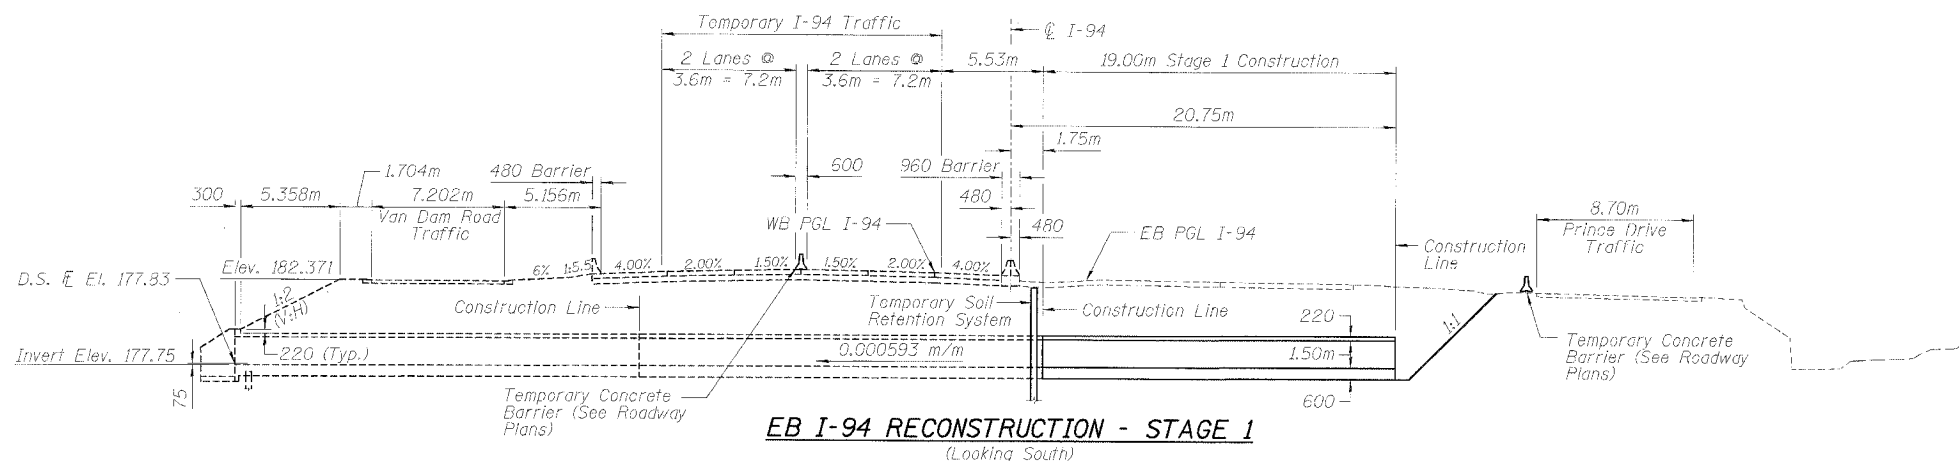 Temporary I-94 Traffic
℄ I-94
2 Lanes @
3.6m = 7.2m
2 Lanes @
3.6m = 7.2m
5.53m
19.00m Stage 1 Construction
20.75m
1.75m
1.704m
480 Barrier
600
960 Barrier
300
5.358m
7.202m
5.156m
480
8.70m
Van Dam Road
Traffic
WB PGL I-94
480
EB PGL I-94
Prince Drive
Traffic
Construction
Line
D.S. ℄ El. 177.83
Elev. 182.371
6%
1:5.5
4.00%
2.00%
1.50%
1.50%
2.00%
4.00%
1:2
(V:H)
Construction Line
Temporary Soil
Retention System
Construction Line
220
1:1
Invert Elev. 177.75
220 (Typ.)
0.000593 m/m
1.50m
Temporary Concrete
Barrier (See Roadway
Plans)
75
Temporary Concrete
Barrier (See Roadway
Plans)
600
EB I-94 RECONSTRUCTION - STAGE 1
(Looking South)